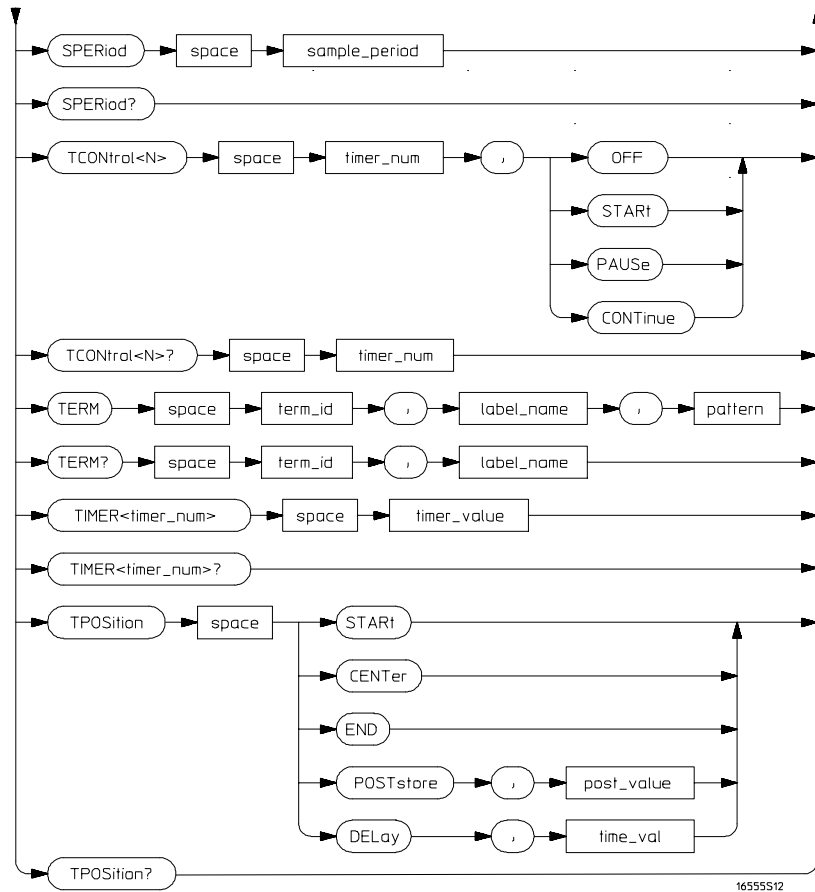 SPERiod space sample_period
SPERiod?
TCONtrol<N> space timer_num , OFF
STARt
PAUSe
CONTinue
TCONtrol<N>? space timer_num
TERM space term_id , label_name , pattern
TERM? space term_id , label_name
TIMER<timer_num> space timer_value
TIMER<timer_num>?
TPOSition space STARt
CENTer
END
POSTstore , post_value
DELay , time_val
TPOSition?
16555S12